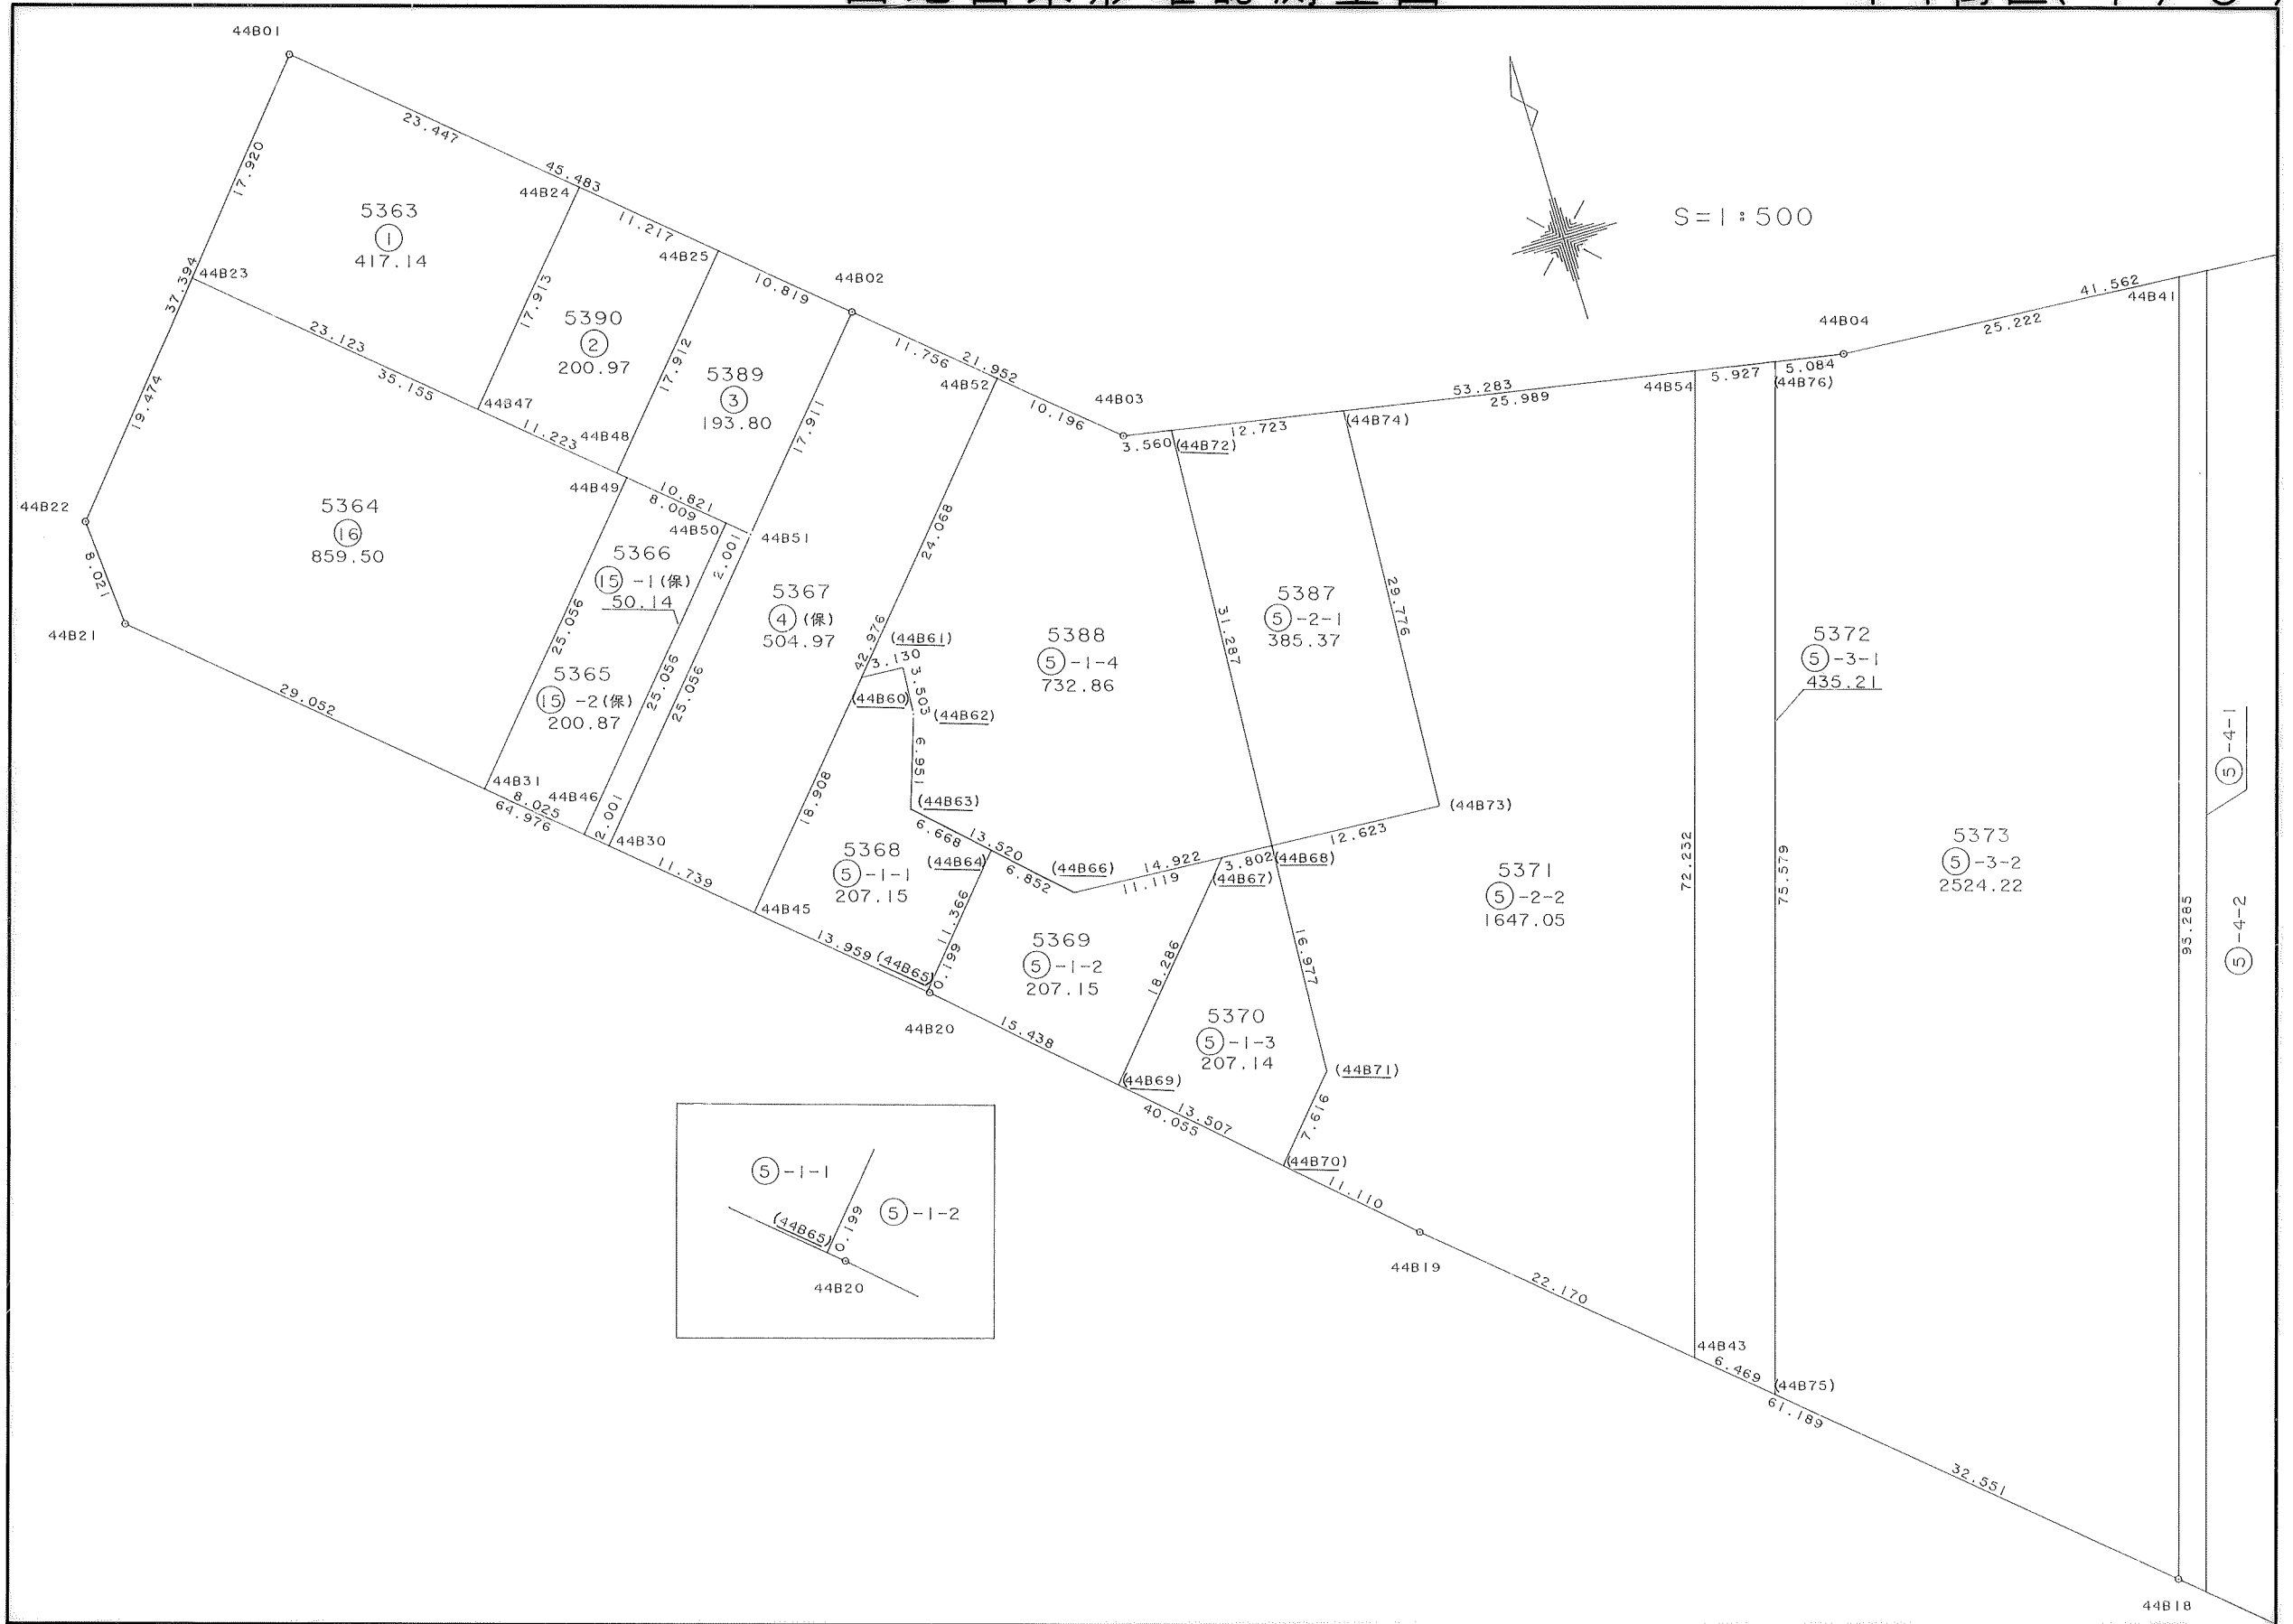 44B01
23.447
45.483
17.920
37.394
44B24
11.217
5363
①
417.14
44B25
44B02
10.819
S=1:500
41.562
44B41
25.222
44B04
44B23
23.123
35.155
17.913
5390
②
200.97
17.912
5389
③
193.80
11.756
21.952
44B52
10.196
44B03
3.560
(44B72)
12.723
(44B74)
53.283
25.989
44B54
5.927
5.084
(44B76)
19.474
44B47
11.223
44B48
17.911
44B22
8.021
44B21
5364
⑯
859.50
44B49
10.821
8.009
44B50
2.001
44B51
5366
⑮-1(保)
50.14
24.068
5367
④(保)
504.97
42.976
(44B61)
3.130
3.503
(44B60)
(44B62)
6.951
5388
⑤-1-4
732.86
31.287
5387
⑤-2-1
385.37
29.776
5372
⑤-3-1
435.21
25.056
5365
⑮-2(保)
200.87
25.056
25.056
29.052
44B31
8.025
64.976
44B46
2.001
44B30
11.739
18.908
(44B63)
6.668
13.520
(44B64)
6.852
(44B66)
14.922
11.119
3.802
(44B68)
(44B67)
12.623
(44B73)
5368
⑤-1-1
207.15
44B45
13.959
(44B65)
11.366
0.199
44B20
5369
⑤-1-2
207.15
15.438
18.286
16.977
5370
⑤-1-3
207.14
(44B69)
13.507
40.055
7.616
(44B71)
(44B70)
11.110
44B19
5371
⑤-2-2
1647.05
72.232
75.579
5373
⑤-3-2
2524.22
95.285
⑤-4-1
⑤-4-2
22.170
44B43
6.469
(44B75)
61.189
32.551
44B18
⑤-1-1
⑤-1-2
(44B65)
0.199
44B20